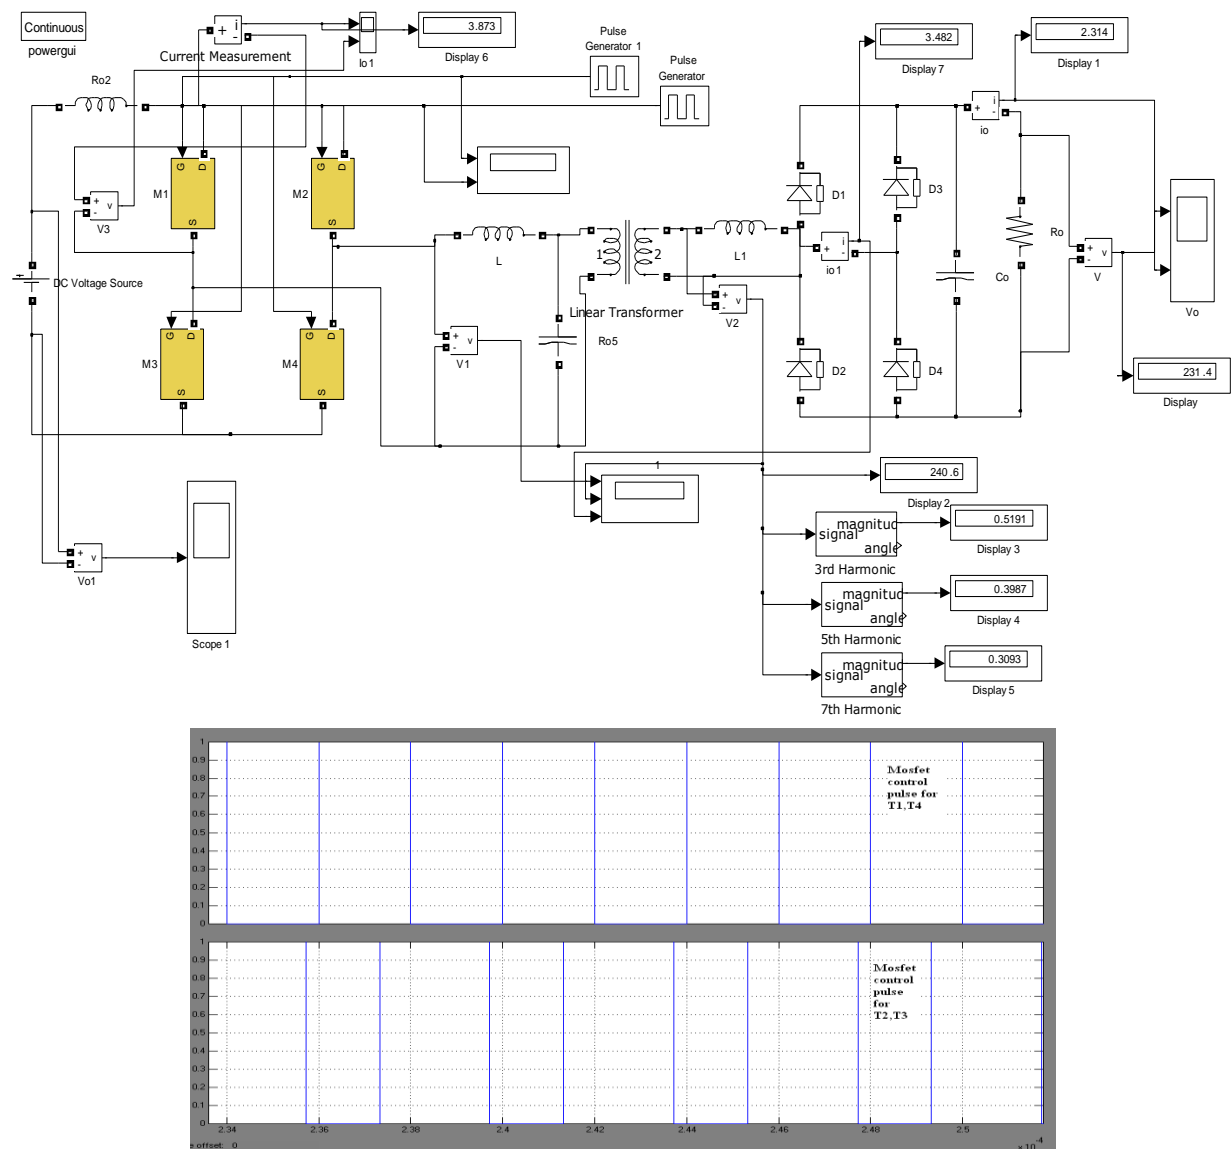 Continuous
powergui
+
i
-
Current Measurement
Io1
3.873
Display 6
Pulse
Generator 1
Pulse
Generator
3.482
Display 7
2.314
Display 1
Ro2
G
D
S
M1
G
D
S
M2
+
-
v
V3
DC Voltage Source
+
G
D
S
M3
G
D
S
M4
L
+
-
v
V1
Ro5
1
2
Linear Transformer
L1
+
-
v
V2
D1
D3
+
i
-
io1
D2
D4
+
i
-
io
Co
Ro
+
-
v
V
Vo
231.4
Display
1
240.6
Display 2
signal
magnitud
angle
3rd Harmonic
0.5191
Display 3
signal
magnitud
angle
5th Harmonic
0.3987
Display 4
signal
magnitud
angle
7th Harmonic
0.3093
Display 5
+
-
v
Vo1
Scope 1
1
0.9
0.8
0.7
0.6
0.5
0.4
0.3
0.2
0.1
0
Mosfet
control
pulse for
T1,T4
1
0.9
0.8
0.7
0.6
0.5
0.4
0.3
0.2
0.1
0
Mosfet
control
pulse
for
T2,T3
2.34 2.36 2.38 2.4 2.42 2.44 2.46 2.48 2.5
× 10⁻⁴
e offset: 0